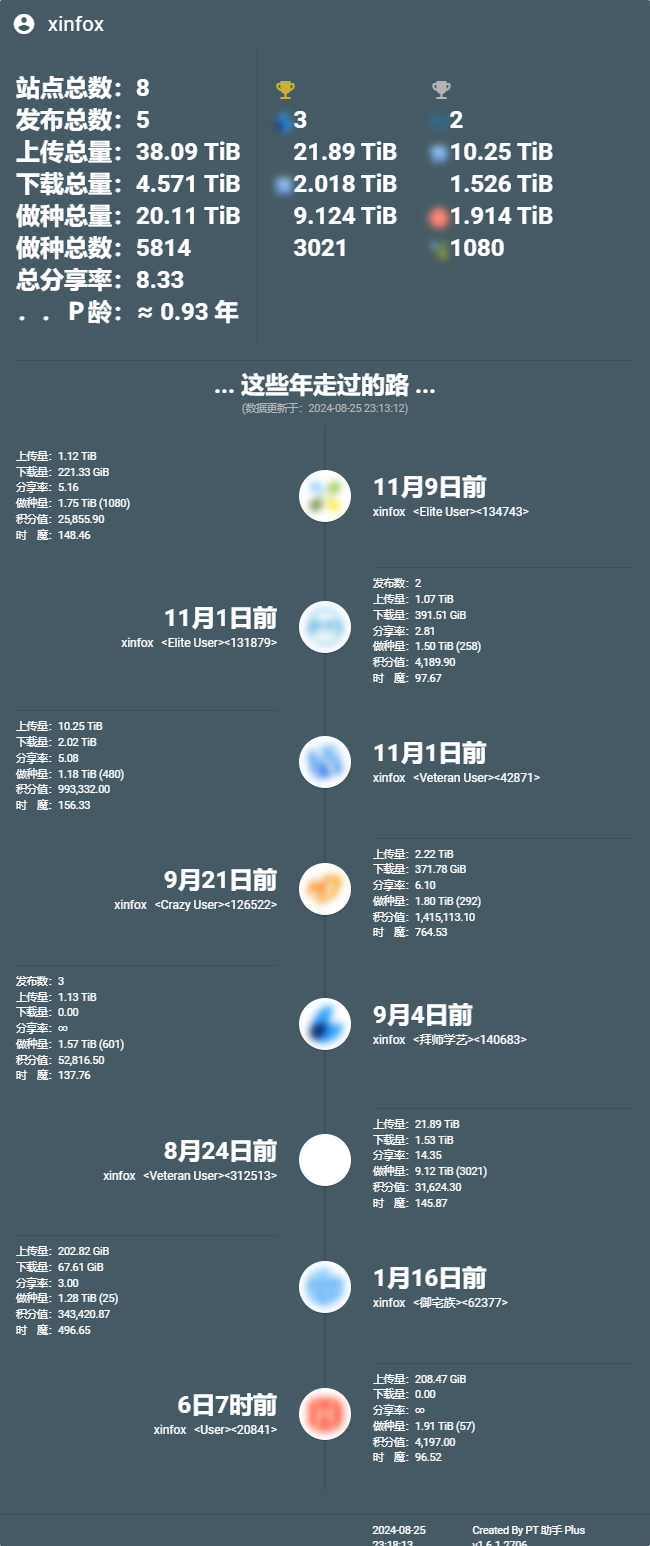 xinfox
站点总数：8
发布总数：5 3 2
上传总量：38.09 TiB 21.89 TiB 10.25 TiB
下载总量：4.571 TiB 2.018 TiB 1.526 TiB
做种总量：20.11 TiB 9.124 TiB 1.914 TiB
做种总数：5814 3021 1080
总分享率：8.33
．．P龄：≈ 0.93 年
... 这些年走过的路 ...
(数据更新于：2024-08-25 23:13:12)
上传量：1.12 TiB
下载量：221.33 GiB
分享率：5.16
做种量：1.75 TiB (1080)
积分值：25,855.90
时　魔：148.46
11月9日前
xinfox <Elite User><134743>
11月1日前
xinfox <Elite User><131879>
发布数：2
上传量：1.07 TiB
下载量：391.51 GiB
分享率：2.81
做种量：1.50 TiB (258)
积分值：4,189.90
时　魔：97.67
上传量：10.25 TiB
下载量：2.02 TiB
分享率：5.08
做种量：1.18 TiB (480)
积分值：993,332.00
时　魔：156.33
11月1日前
xinfox <Veteran User><42871>
9月21日前
xinfox <Crazy User><126522>
上传量：2.22 TiB
下载量：371.78 GiB
分享率：6.10
做种量：1.80 TiB (292)
积分值：1,415,113.10
时　魔：764.53
发布数：3
上传量：1.13 TiB
下载量：0.00
分享率：∞
做种量：1.57 TiB (601)
积分值：52,816.50
时　魔：137.76
9月4日前
xinfox <拜师学艺><140683>
8月24日前
xinfox <Veteran User><312513>
上传量：21.89 TiB
下载量：1.53 TiB
分享率：14.35
做种量：9.12 TiB (3021)
积分值：31,624.30
时　魔：145.87
上传量：202.82 GiB
下载量：67.61 GiB
分享率：3.00
做种量：1.28 TiB (25)
积分值：343,420.87
时　魔：496.65
1月16日前
xinfox <御宅族><62377>
6日7时前
xinfox <User><20841>
上传量：208.47 GiB
下载量：0.00
分享率：∞
做种量：1.91 TiB (57)
积分值：4,197.00
时　魔：96.52
2024-08-25 Created By PT 助手 Plus
23:18:13 v1.6.1.2706